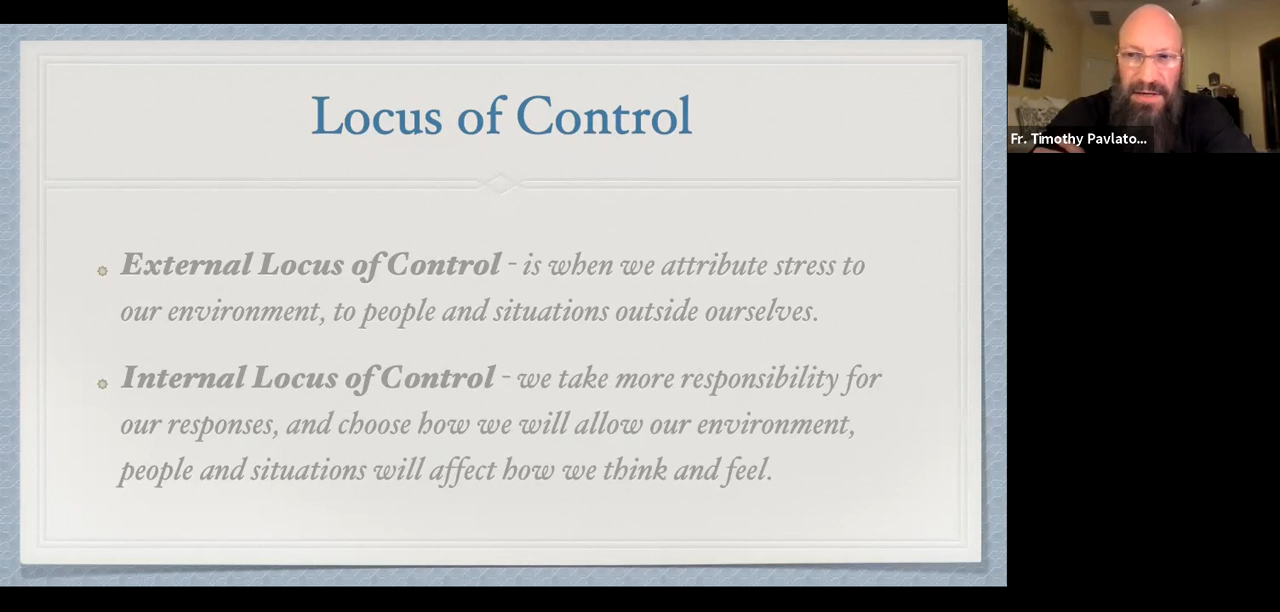 Locus of Control
External Locus of Control - is when we attribute stress to
our environment, to people and situations outside ourselves.
Internal Locus of Control - we take more responsibility for
our responses, and choose how we will allow our environment,
people and situations will affect how we think and feel.
Fr. Timothy Pavlato...